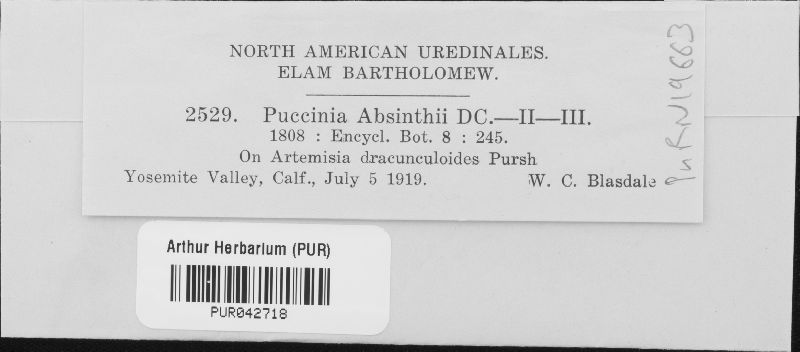 NORTH AMERICAN UREDINALES.
ELAM BARTHOLOMEW.
2529. Puccinia Absinthii DC.—II—III.
1808 : Encycl. Bot. 8 : 245.
On Artemisia dracunculoides Pursh
Yosemite Valley, Calf., July 5 1919. W. C. Blasdale
PURN19663
Arthur Herbarium (PUR)
PUR042718